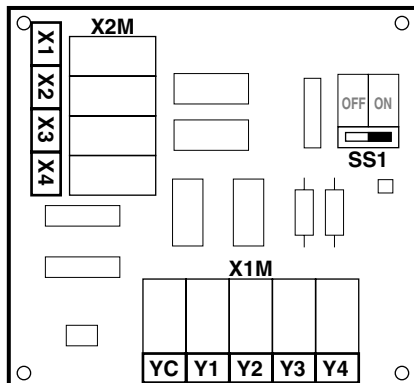 X2M
X1
X2
X3
X4
OFF ON
SS1
X1M
YC Y1 Y2 Y3 Y4